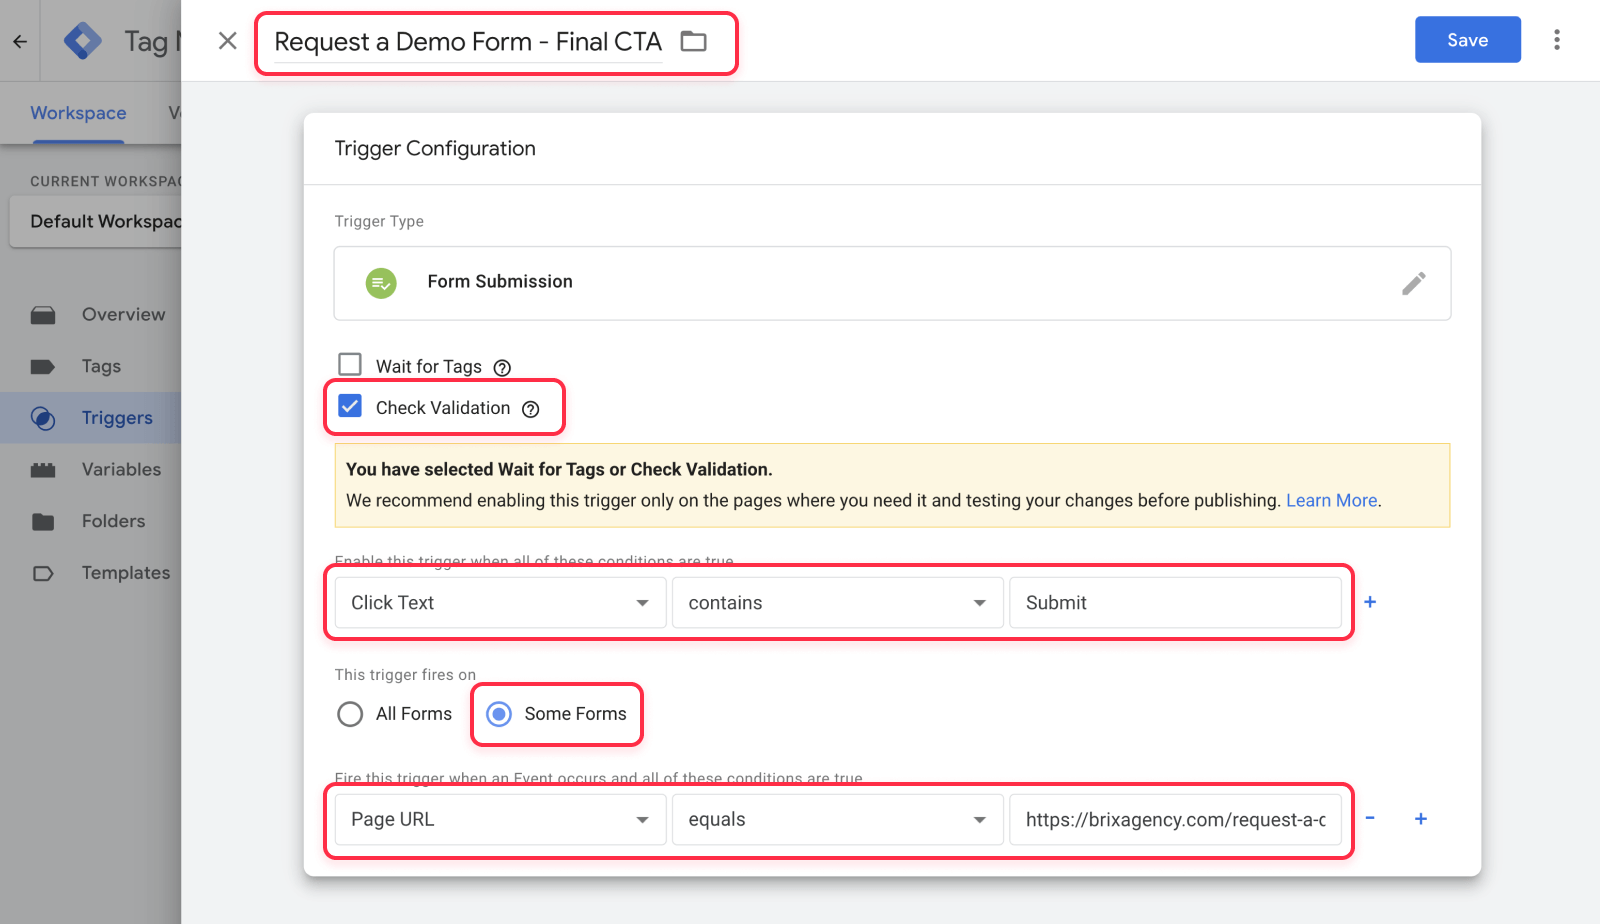 Tag
Request a Demo Form - Final CTA
Save
Workspace
CURRENT WORKSPAC
Default Workspac
Overview
Tags
Triggers
Variables
Folders
Templates
Trigger Configuration
Trigger Type
Form Submission
Wait for Tags
Check Validation
You have selected Wait for Tags or Check Validation.
We recommend enabling this trigger only on the pages where you need it and testing your changes before publishing. Learn More.
Enable this trigger when all of these conditions are true
Click Text contains Submit
This trigger fires on
All Forms Some Forms
Fire this trigger when an Event occurs and all of these conditions are true
Page URL equals https://brixagency.com/request-a-d